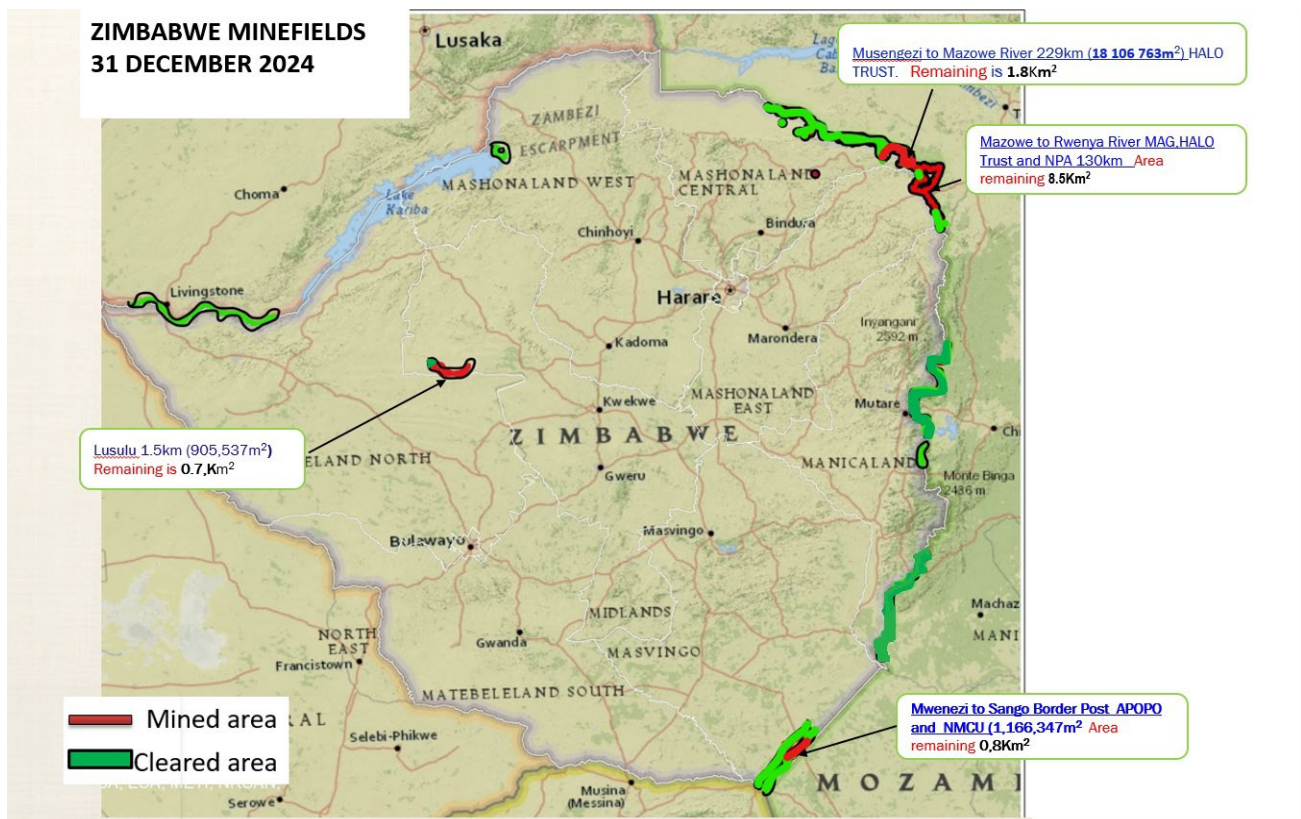 ZIMBABWE MINEFIELDS
31 DECEMBER 2024
Lusaka
Musengezi to Mazowe River 229km (18 106 763m²) HALO
TRUST. Remaining is 1.8Km²
ZAMBEZI
ESCARPMENT
Mazowe to Rwenya River MAG,HALO
Trust and NPA 130km Area
remaining 8.5Km²
MASHONALAND WEST
MASHONALAND
CENTRAL
Choma
Lake
Kariba
Bindura
Chinhoyi
Livingstone
Harare
Inyangani
2592 m
Kadoma
Marondera
MASHONALAND
EAST
Kwekwe
Mutare
ZIMBABWE
Lusulu 1.5km (905,537m²)
Remaining is 0.7,Km²
ELAND NORTH
MANICALAND
Gweru
Monte Binga
2436 m
Masvingo
Bulawayo
Machaz
MIDLANDS
MANI
NORTH
EAST
Gwanda
MASVINGO
Francistown
MATEBELELAND SOUTH
Mwenezi to Sango Border Post APOPO
and NMCU (1,166,347m² Area
remaining 0,8Km²
Mined area
RAL
Selebi-Phikwe
Cleared area
MOZAM
Musina
(Messina)
Serowe